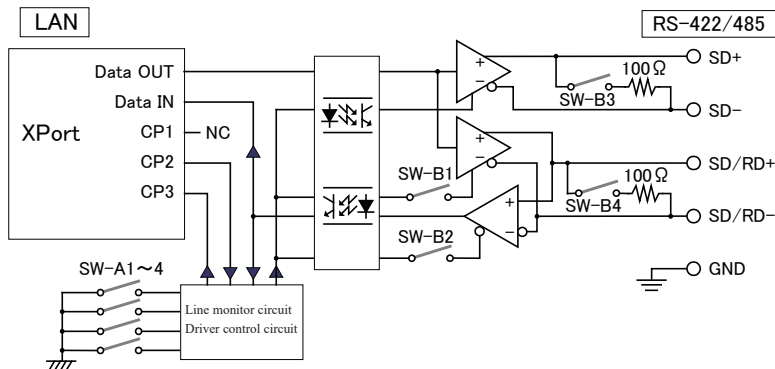 LAN
RS-422/485
XPort
Data OUT
Data IN
CP1
NC
CP2
CP3
+
−
SW-B3
100Ω
SD+
SD-
SW-B1
+
−
SW-B4
100Ω
SD/RD+
SD/RD-
SW-B2
+
−
GND
SW-A1～4
Line monitor circuit
Driver control circuit